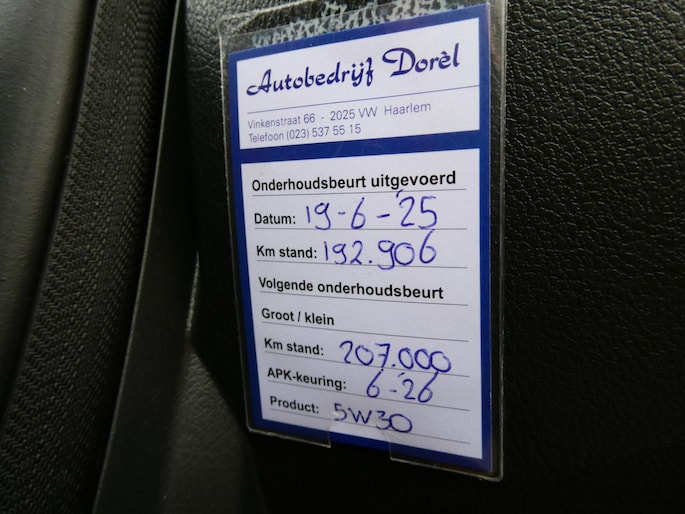 Autobedrijf Dorèl
Vinkenstraat 66 - 2025 VW Haarlem
Telefoon (023) 537 55 15
Onderhoudsbeurt uitgevoerd
Datum: 19-6-'25
Km stand: 192.906
Volgende onderhoudsbeurt
Groot / klein
Km stand: 207.000
APK-keuring: 6-'26
Product: 5W30